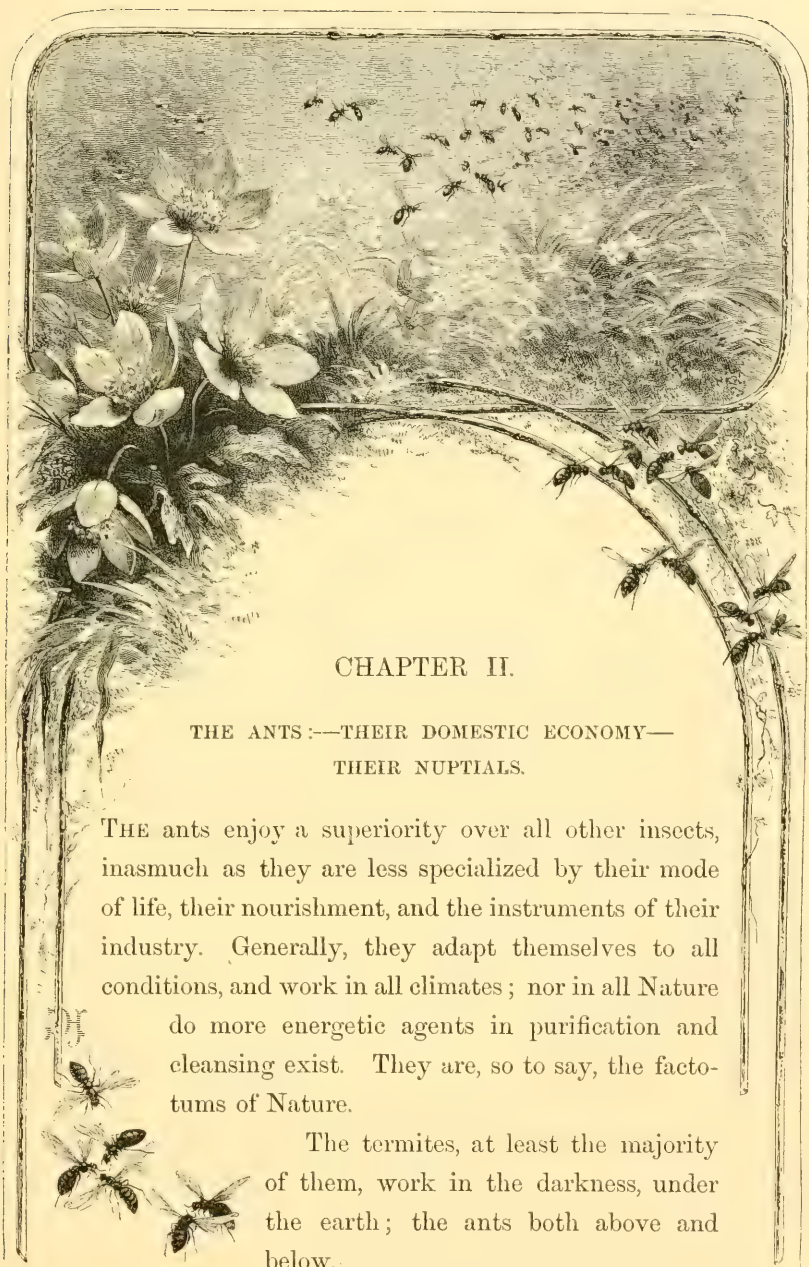 CHAPTER II.
THE ANTS:—THEIR DOMESTIC ECONOMY—
THEIR NUPTIALS.
THE ants enjoy a superiority over all other insects,
inasmuch as they are less specialized by their mode
of life, their nourishment, and the instruments of their
industry. Generally, they adapt themselves to all
conditions, and work in all climates; nor in all Nature
do more energetic agents in purification and
cleansing exist. They are, so to say, the facto-
tums of Nature.
The termites, at least the majority
of them, work in the darkness, under
the earth; the ants both above and
below.